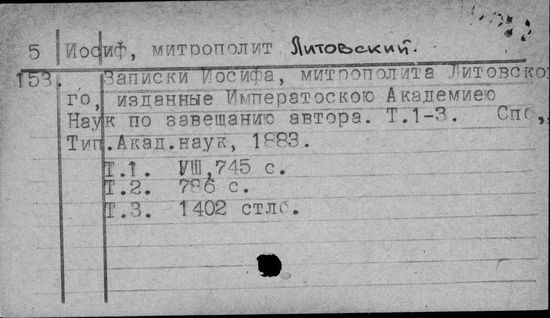 5 Иосиф, митрополит Литовский.
153. Записки Иосифа, митрополита Литовско
го, изданные Императоскою Академиею
Наук по завещанию автора. Т.1-3. Спб.,
Тип.Акад.наук, 1883.
Т.1. VIII,745 с.
Т.2. 786 с.
Т.3. 1402 стлб.